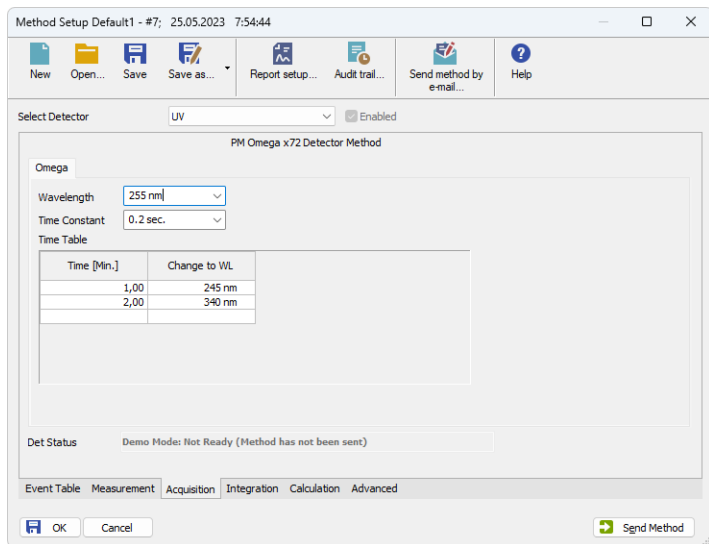 Method Setup Default1 - #7; 25.05.2023 7:54:44
New Open... Save Save as... Report setup... Audit trail... Send method by e-mail... Help
Select Detector UV Enabled
PM Omega x72 Detector Method
Omega
Wavelength 255 nm
Time Constant 0.2 sec.
Time Table
Time [Min.] Change to WL
1,00 245 nm
2,00 340 nm
Det Status Demo Mode: Not Ready (Method has not been sent)
Event Table Measurement Acquisition Integration Calculation Advanced
OK Cancel Send Method